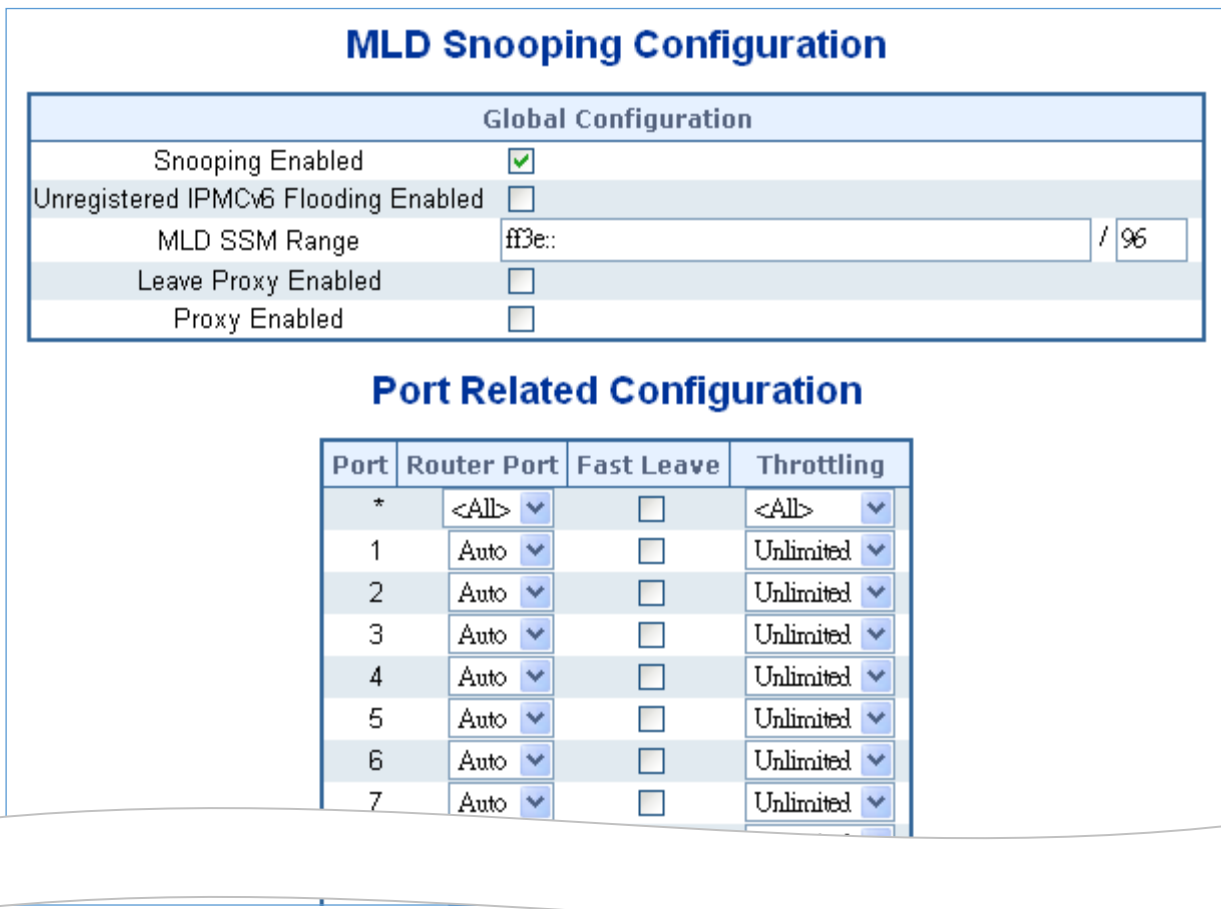 MLD Snooping Configuration
Global Configuration
Snooping Enabled
Unregistered IPMCv6 Flooding Enabled
MLD SSM Range ff3e:: / 96
Leave Proxy Enabled
Proxy Enabled
Port Related Configuration
Port Router Port Fast Leave Throttling
* <All> <All>
1 Auto Unlimited
2 Auto Unlimited
3 Auto Unlimited
4 Auto Unlimited
5 Auto Unlimited
6 Auto Unlimited
7 Auto Unlimited